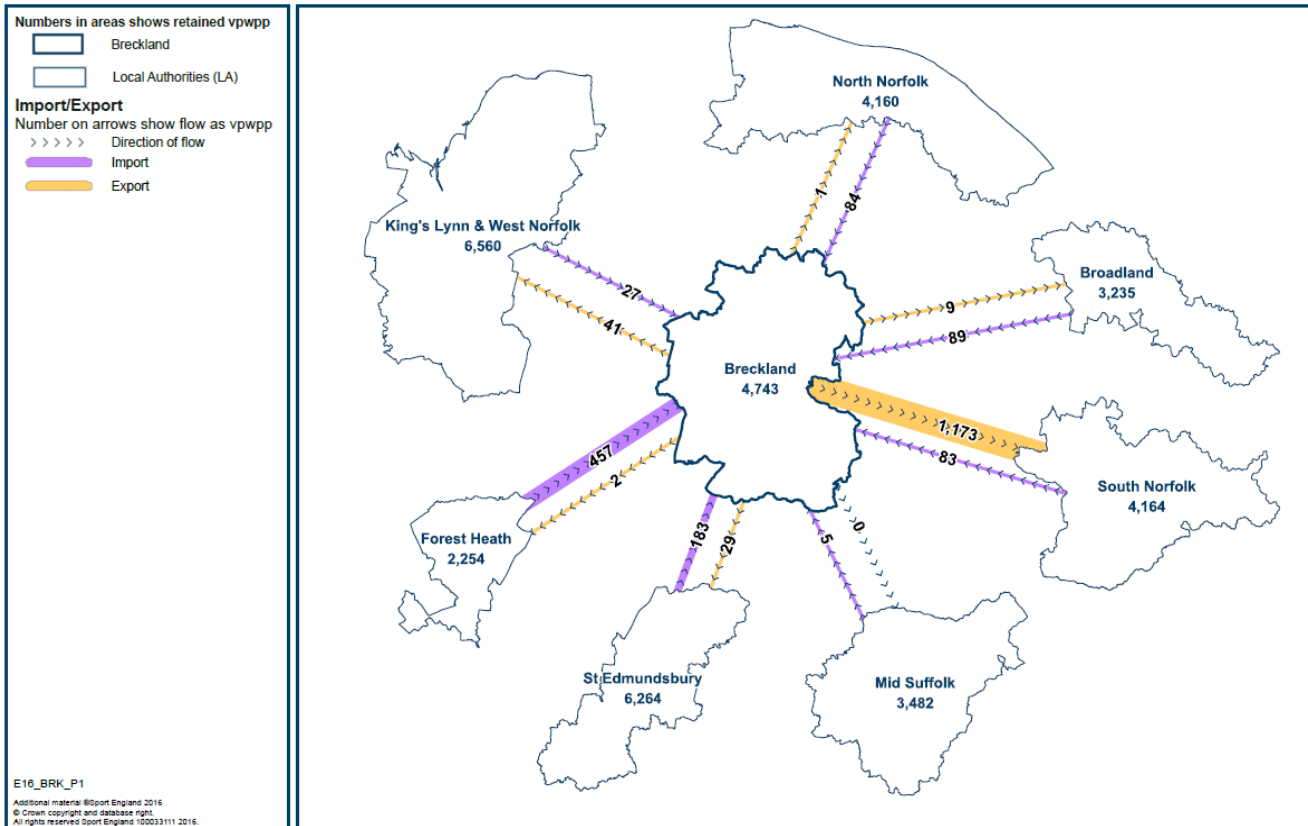 Numbers in areas shows retained vpwpp
Breckland
Local Authorities (LA)
Import/Export
Number on arrows show flow as vpwpp
Direction of flow
Import
Export
E16_BRK_P1
Additional material ©Sport England 2016
© Crown copyright and database right.
All rights reserved Sport England 100033111 2016.
North Norfolk
4,160
1
84
King's Lynn & West Norfolk
6,560
27
41
Broadland
3,235
9
89
Breckland
4,743
1,173
83
South Norfolk
4,164
457
2
Forest Heath
2,254
183
29
5
0
St Edmundsbury
6,264
Mid Suffolk
3,482